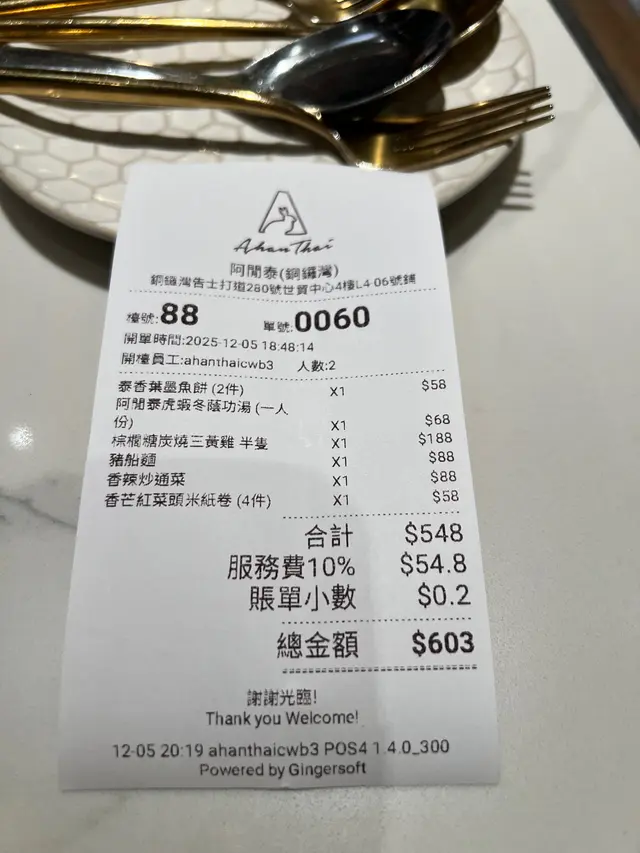 Ahan Thai
阿閒泰(銅鑼灣)
銅鑼灣告士打道280號世貿中心4樓L4-06號鋪
檯號:88 單號:0060
開單時間:2025-12-05 18:48:14
開檯員工:ahanthaicwb3 人數:2
泰香葉墨魚餅 (2件) X1 $58
阿閒泰虎蝦冬蔭功湯 (一人
份) X1 $68
棕櫚糖炭燒三黃雞 半隻 X1 $188
豬船麵 X1 $88
香辣炒通菜 X1 $88
香芒紅菜頭米紙卷 (4件) X1 $58
合計 $548
服務費10% $54.8
賬單小數 $0.2
總金額 $603
謝謝光臨!
Thank you Welcome!
12-05 20:19 ahanthaicwb3 POS4 1.4.0_300
Powered by Gingersoft